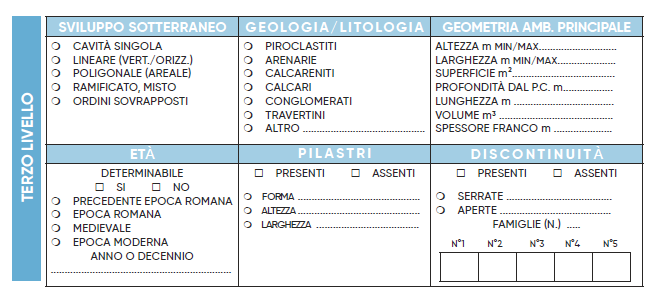 TERZO LIVELLO
SVILUPPO SOTTERRANEO
❍ CAVITÀ SINGOLA
❍ LINEARE (VERT./ORIZZ.)
❍ POLIGONALE (AREALE)
❍ RAMIFICATO, MISTO
❍ ORDINI SOVRAPPOSTI
GEOLOGIA/LITOLOGIA
❍ PIROCLASTITI
❍ ARENARIE
❍ CALCARENITI
❍ CALCARI
❍ CONGLOMERATI
❍ TRAVERTINI
❍ ALTRO ........................................
GEOMETRIA AMB. PRINCIPALE
ALTEZZA m MIN/MAX..........................
LARGHEZZA m MIN/MAX...................
SUPERFICIE m²..................................
PROFONDITÀ DAL P.C. m................
LUNGHEZZA m .................................
VOLUME m³ ......................................
SPESSORE FRANCO m ...................
ETÀ
DETERMINABILE
☐ SI ☐ NO
❍ PRECEDENTE EPOCA ROMANA
❍ EPOCA ROMANA
❍ MEDIEVALE
❍ EPOCA MODERNA
ANNO O DECENNIO
............................................................
PILASTRI
☐ PRESENTI ☐ ASSENTI
❍ FORMA ........................................
❍ ALTEZZA........................................
❍ LARGHEZZA ..................................
DISCONTINUITÀ
☐ PRESENTI ☐ ASSENTI
❍ SERRATE ...................................
❍ APERTE .....................................
FAMIGLIE (N.) .....
N°1 N°2 N°3 N°4 N°5